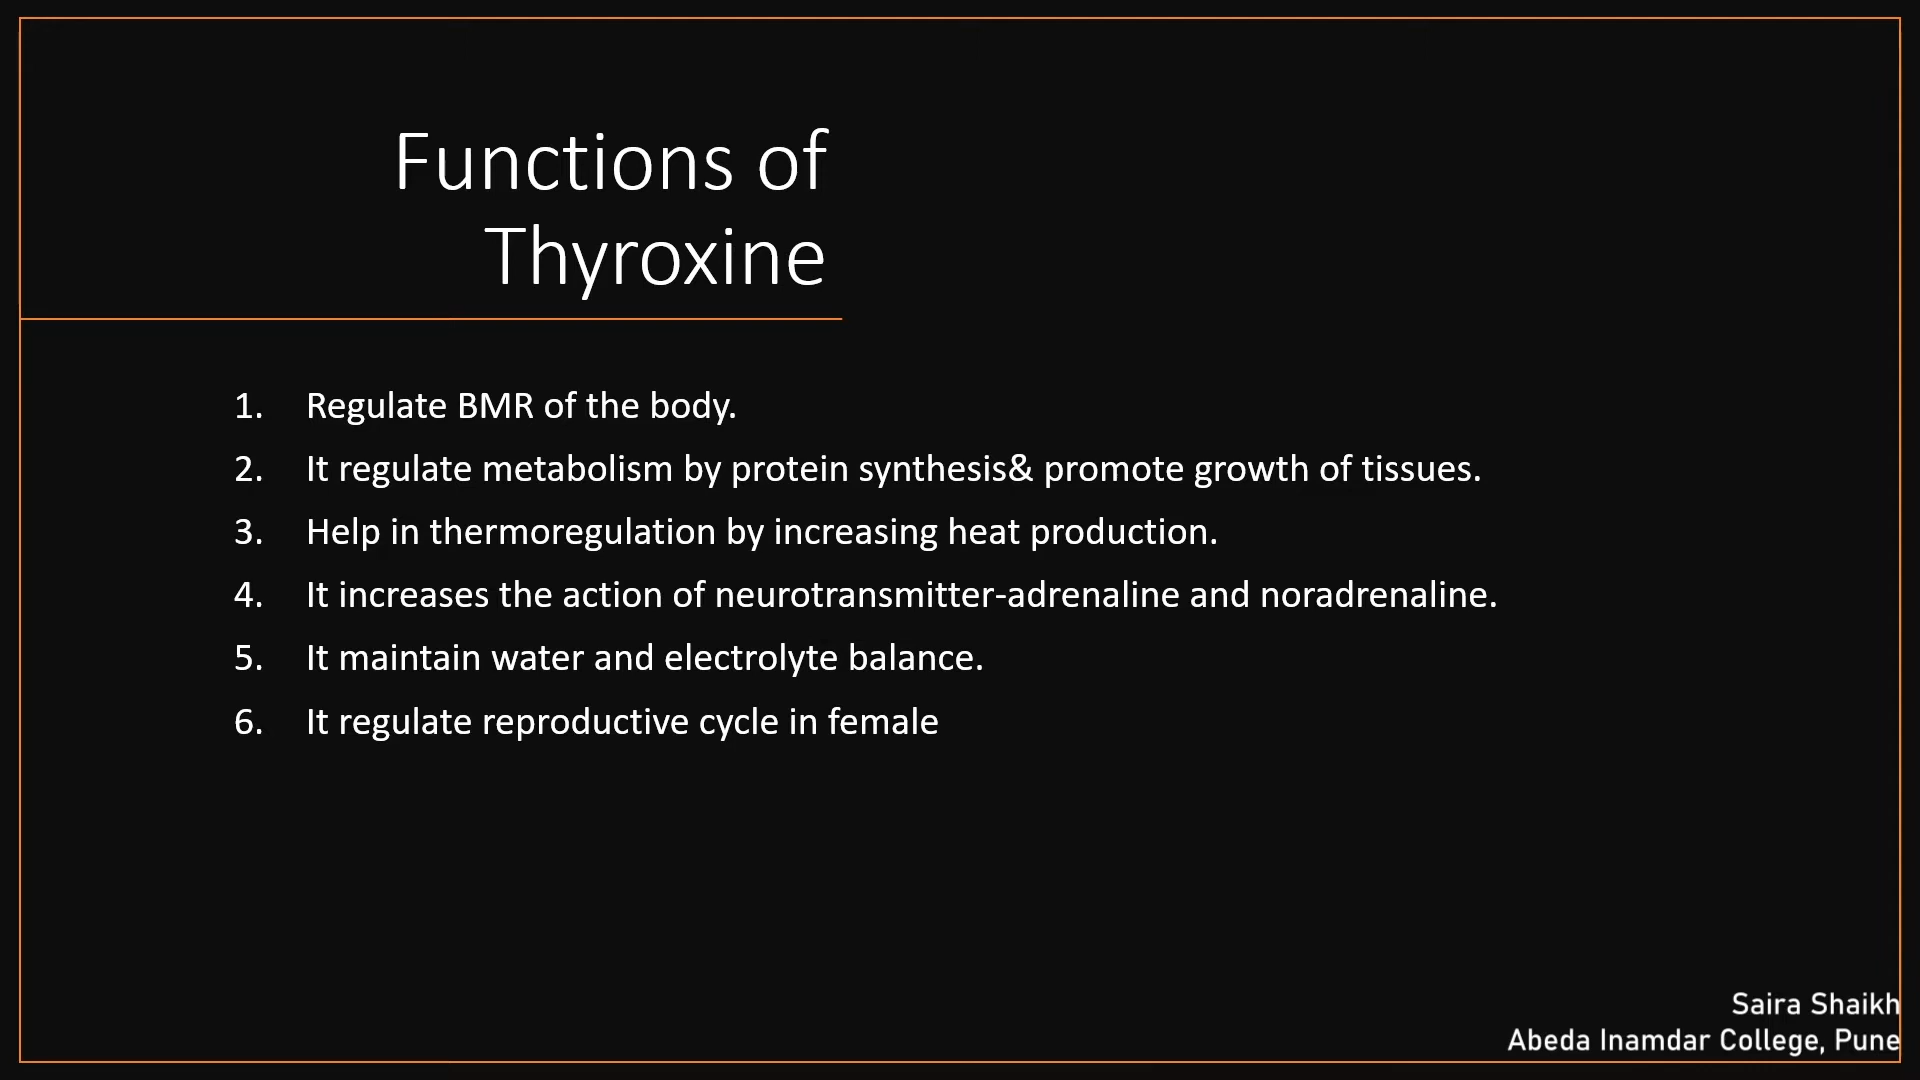 Functions of
Thyroxine
1. Regulate BMR of the body.
2. It regulate metabolism by protein synthesis& promote growth of tissues.
3. Help in thermoregulation by increasing heat production.
4. It increases the action of neurotransmitter-adrenaline and noradrenaline.
5. It maintain water and electrolyte balance.
6. It regulate reproductive cycle in female
Saira Shaikh
Abeda Inamdar College, Pune